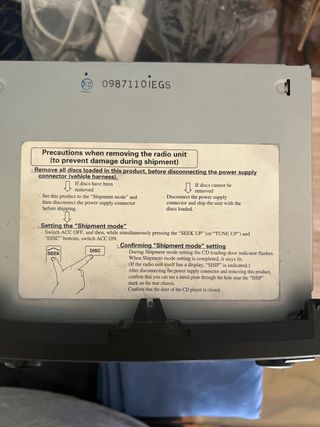 0987110IEGS
Precautions when removing the radio unit
(to prevent damage during shipment)
Remove all discs loaded in this product, before disconnecting the power supply
connector (vehicle harness).
If discs have been
removed
If discs cannot be
removed
· Set this product to the "Shipment mode" and
then disconnect the power supply connector
before shipping.
· Disconnect the power supply
connector and ship the unit with the
discs loaded.
Setting the "Shipment mode"
Switch ACC OFF, and then, while simultaneously pressing the "SEEK UP" (or "TUNE UP") and
"DISC" buttons, switch ACC ON.
SEEK
DISC
· Confirming "Shipment mode" setting
During Shipment mode setting the CD loading door indicator flashes.
When Shipment mode setting is completed, it stays lit.
(If the radio unit itself has a display, "SHIP" is indicated.)
After disconnecting the power supply connector and removing this product,
confirm that you can see a metal plate through the hole near the "SHIP"
mark on the rear chassis.
Confirm that the door of the CD player is closed.